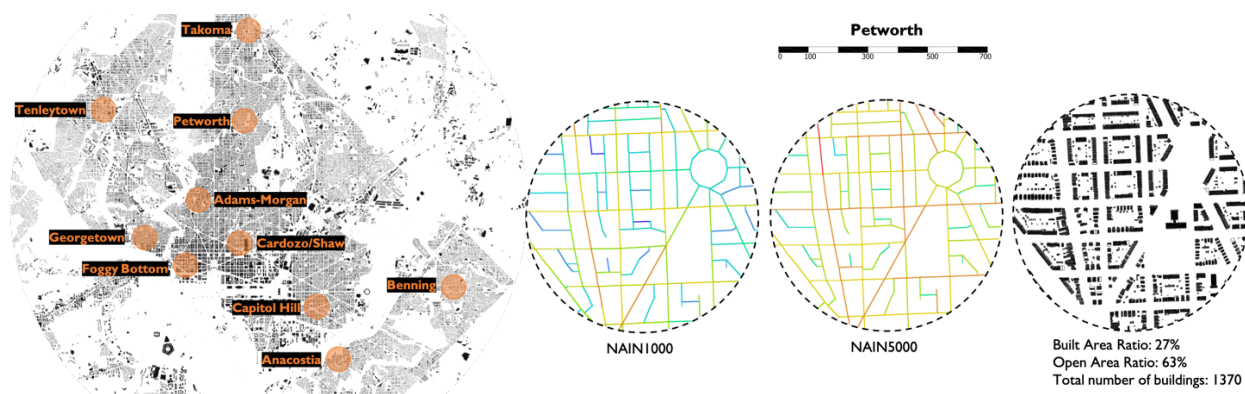 Takoma
Tenleytown
Petworth
Adams-Morgan
Georgetown
Cardozo/Shaw
Foggy Bottom
Benning
Capitol Hill
Anacostia
Petworth
0 100 300 500 700
NAIN1000
NAIN5000
Built Area Ratio: 27%
Open Area Ratio: 63%
Total number of buildings: 1370